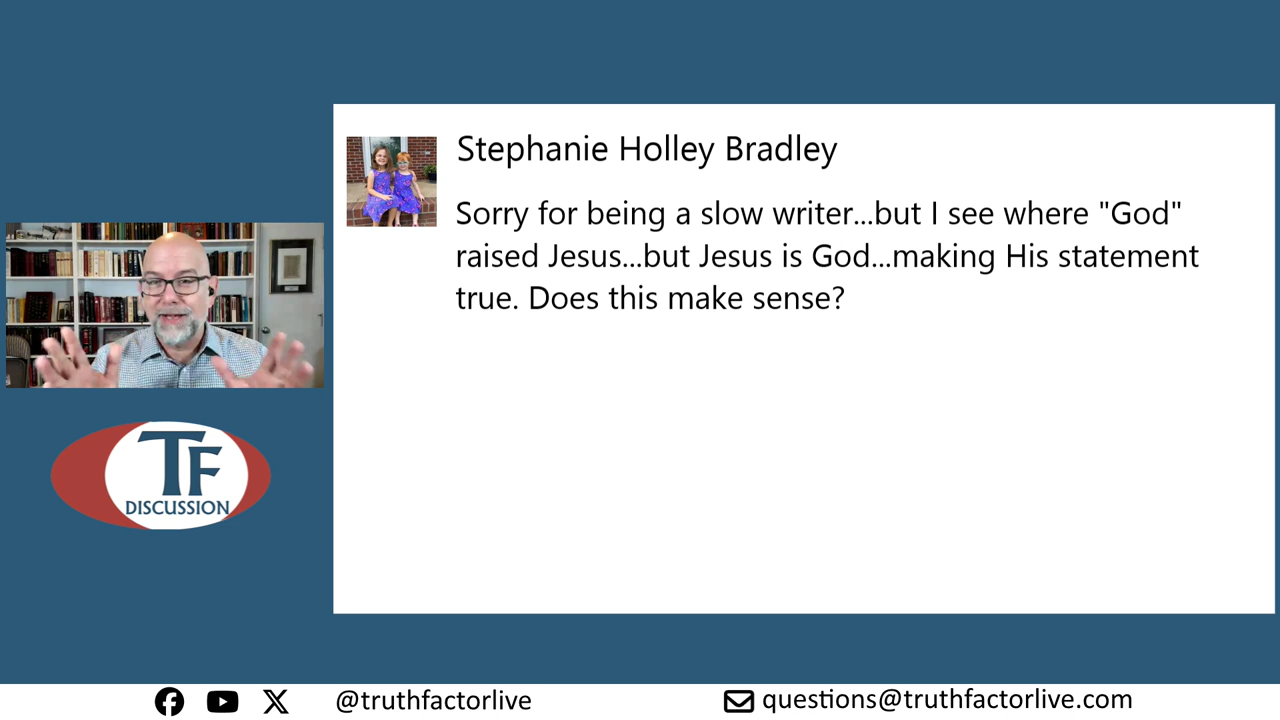 Stephanie Holley Bradley
Sorry for being a slow writer...but I see where "God"
raised Jesus...but Jesus is God...making His statement
true. Does this make sense?
TF
DISCUSSION
@truthfactorlive
questions@truthfactorlive.com